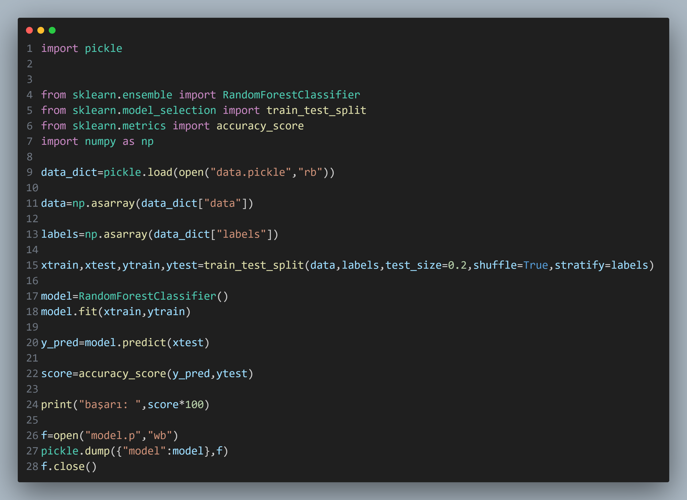 1 import pickle
2
3
4 from sklearn.ensemble import RandomForestClassifier
5 from sklearn.model_selection import train_test_split
6 from sklearn.metrics import accuracy_score
7 import numpy as np
8
9 data_dict=pickle.load(open("data.pickle","rb"))
10
11 data=np.asarray(data_dict["data"])
12
13 labels=np.asarray(data_dict["labels"])
14
15 xtrain,xtest,ytrain,ytest=train_test_split(data,labels,test_size=0.2,shuffle=True,stratify=labels)
16
17 model=RandomForestClassifier()
18 model.fit(xtrain,ytrain)
19
20 y_pred=model.predict(xtest)
21
22 score=accuracy_score(y_pred,ytest)
23
24 print("başarı: ",score*100)
25
26 f=open("model.p","wb")
27 pickle.dump({"model":model},f)
28 f.close()